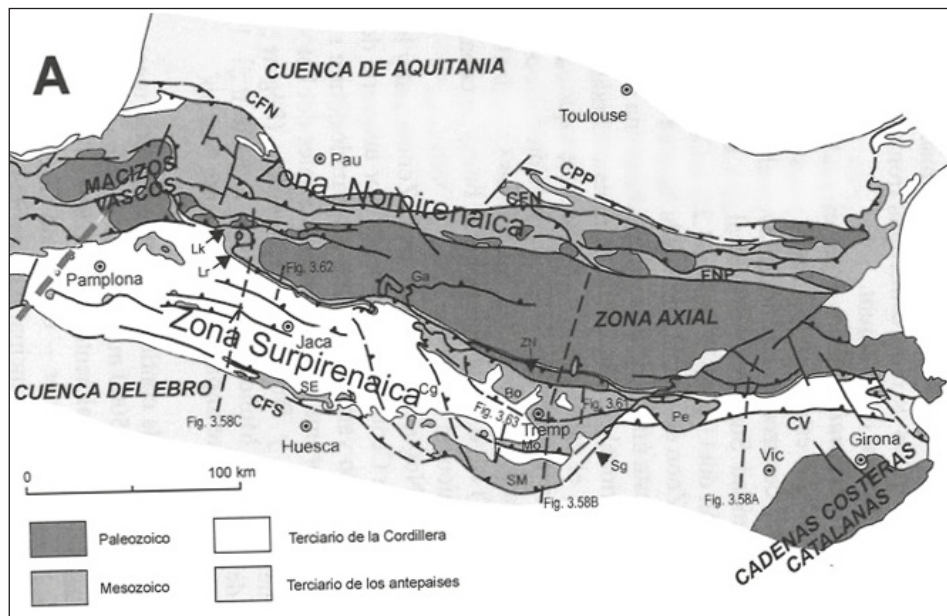 A
CUENCA DE AQUITANIA
CFN
Toulouse
Pau
CPP
MACIZOS
VASCOS
Zona Norpirenaica
CFN
FNP
Lk
Lr
Fig. 3.62
Ga
Pamplona
ZONA AXIAL
Jaca
ZN
Zona Surpirenaica
CUENCA DEL EBRO
SE
Cg
Bo
Fig. 3.61
Fig. 3.63
Tremp
Pe
CFS
Mo
CV
Fig. 3.58C
Huesca
Sg
Vic
Girona
SM
Fig. 3.58B
Fig. 3.58A
CADENAS COSTERAS
CATALANAS
0 100 km
Paleozoico
Terciario de la Cordillera
Mesozoico
Terciario de los antepaises